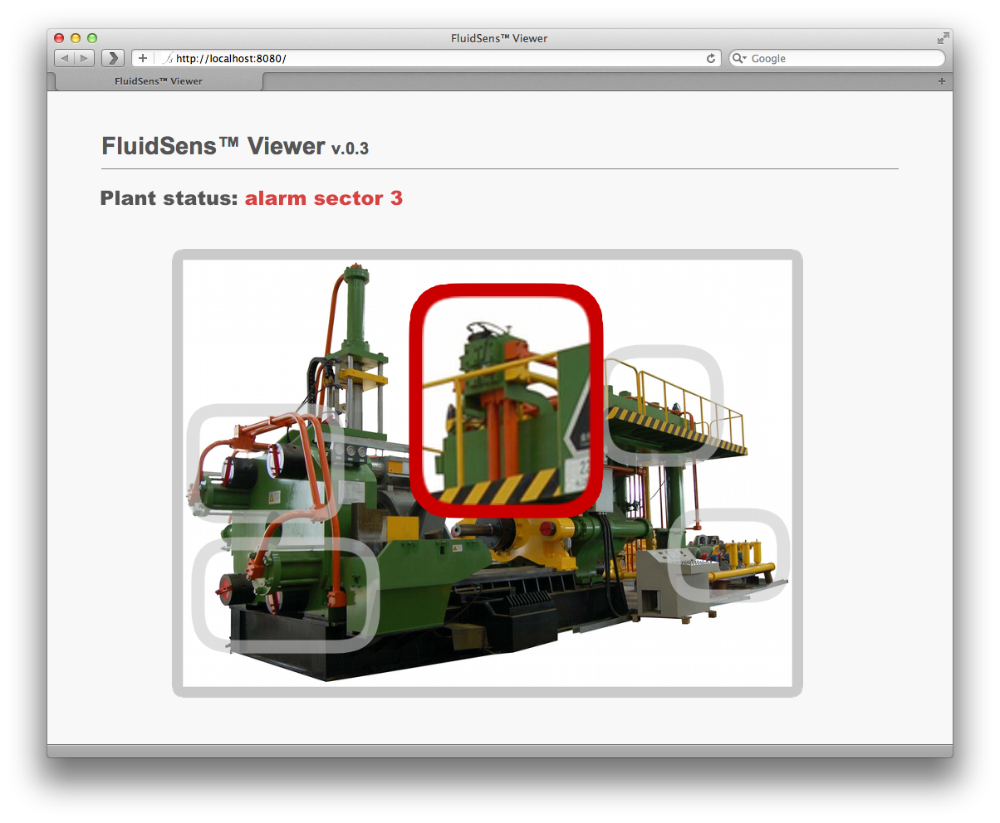 FluidSens™ Viewer
http://localhost:8080/
Google
FluidSens™ Viewer
FluidSens™ Viewer v.0.3
Plant status: alarm sector 3